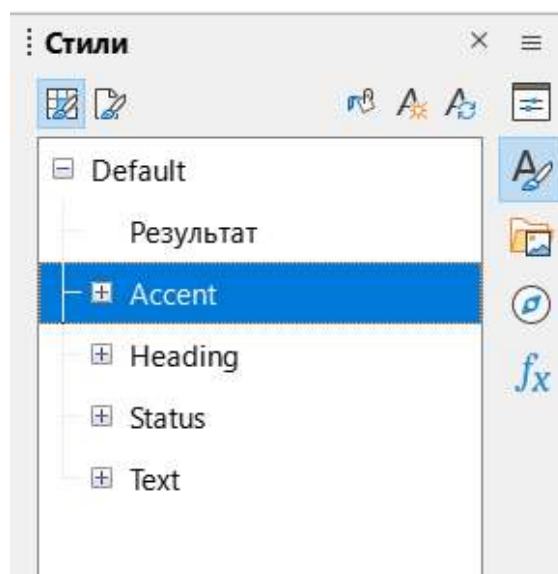 Стили
Default
Результат
Accent
Heading
Status
Text